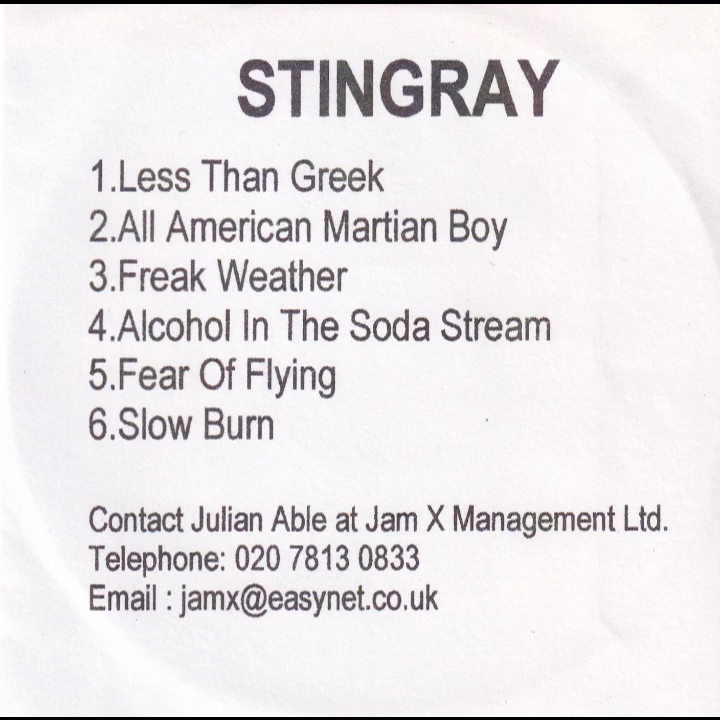 STINGRAY
1.Less Than Greek
2.All American Martian Boy
3.Freak Weather
4.Alcohol In The Soda Stream
5.Fear Of Flying
6.Slow Burn
Contact Julian Able at Jam X Management Ltd.
Telephone: 020 7813 0833
Email : jamx@easynet.co.uk